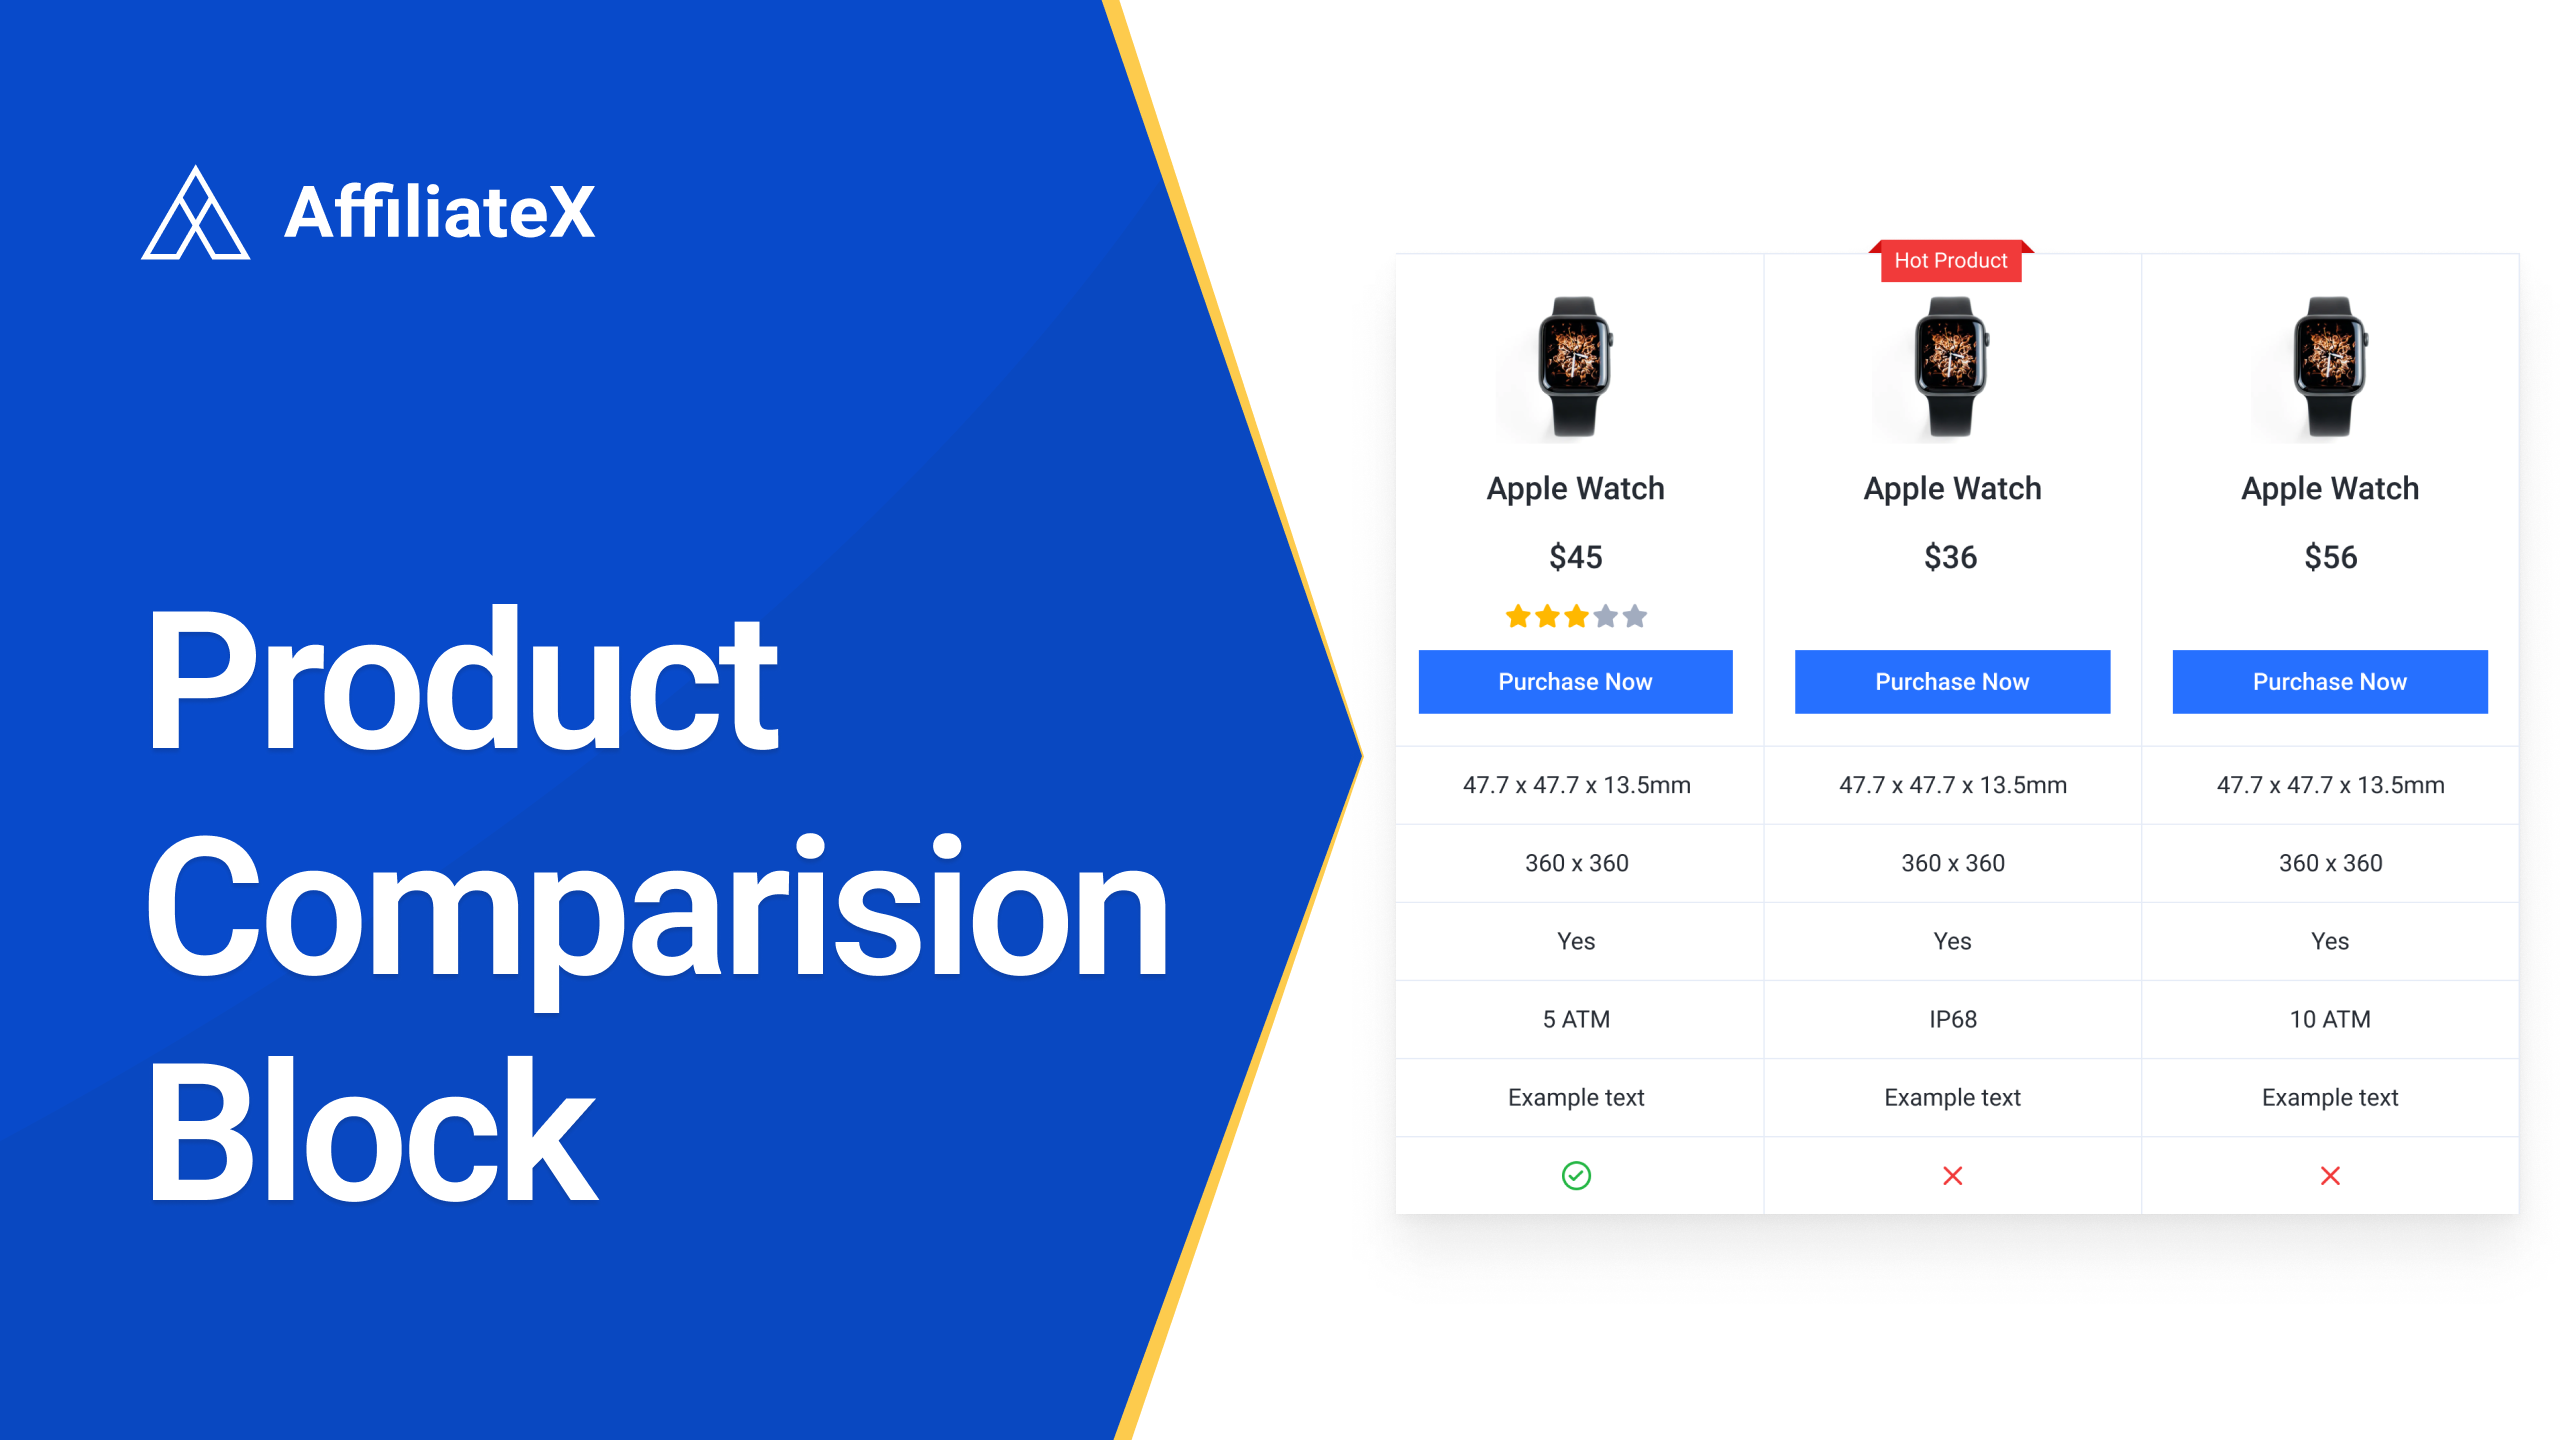 AffiliateX
Product
Comparision
Block
Hot Product
Apple Watch Apple Watch Apple Watch
$45 $36 $56
Purchase Now Purchase Now Purchase Now
47.7 x 47.7 x 13.5mm 47.7 x 47.7 x 13.5mm 47.7 x 47.7 x 13.5mm
360 x 360 360 x 360 360 x 360
Yes Yes Yes
5 ATM IP68 10 ATM
Example text Example text Example text